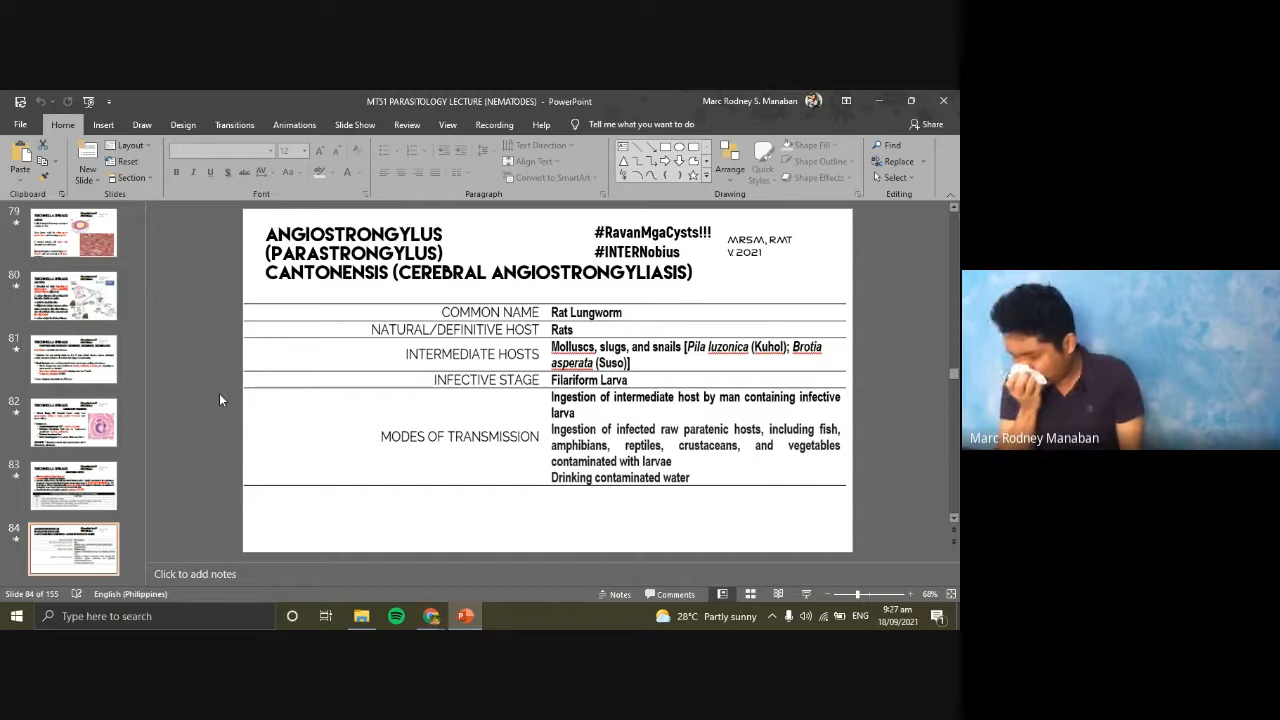 MT51 PARASITOLOGY LECTURE (NEMATODES) - PowerPoint
Marc Rodney S. Manaban
File Home Insert Draw Design Transitions Animations Slide Show Review View Recording Help Tell me what you want to do Share
Paste
New
Slide
Layout
Reset
Section
12
Text Direction
Align Text
Convert to SmartArt
Arrange
Quick
Styles
Shape Fill
Shape Outline
Shape Effects
Find
Replace
Select
Clipboard Slides Font Paragraph Drawing Editing
79
80
81
82
83
84
ANGIOSTRONGYLUS
(PARASTRONGYLUS)
CANTONENSIS (CEREBRAL ANGIOSTRONGYLIASIS)
#RavanMgaCysts!!!
#INTERNobius
MRSM, RMT
V. 2021
COMMON NAME Rat Lungworm
NATURAL/DEFINITIVE HOST Rats
INTERMEDIATE HOSTS Molluscs, slugs, and snails [Pila luzonica (Kuhol); Brotia
asperata (Suso)]
INFECTIVE STAGE Filariform Larva
MODES OF TRANSMISSION Ingestion of intermediate host by man containing infective
larva
Ingestion of infected raw paratenic hosts, including fish,
amphibians, reptiles, crustaceans, and vegetables
contaminated with larvae
Drinking contaminated water
Click to add notes
Slide 84 of 155 English (Philippines) Notes Comments 68%
Type here to search
28°C Partly sunny ENG
9:27 am
18/09/2021
1
Marc Rodney Manaban